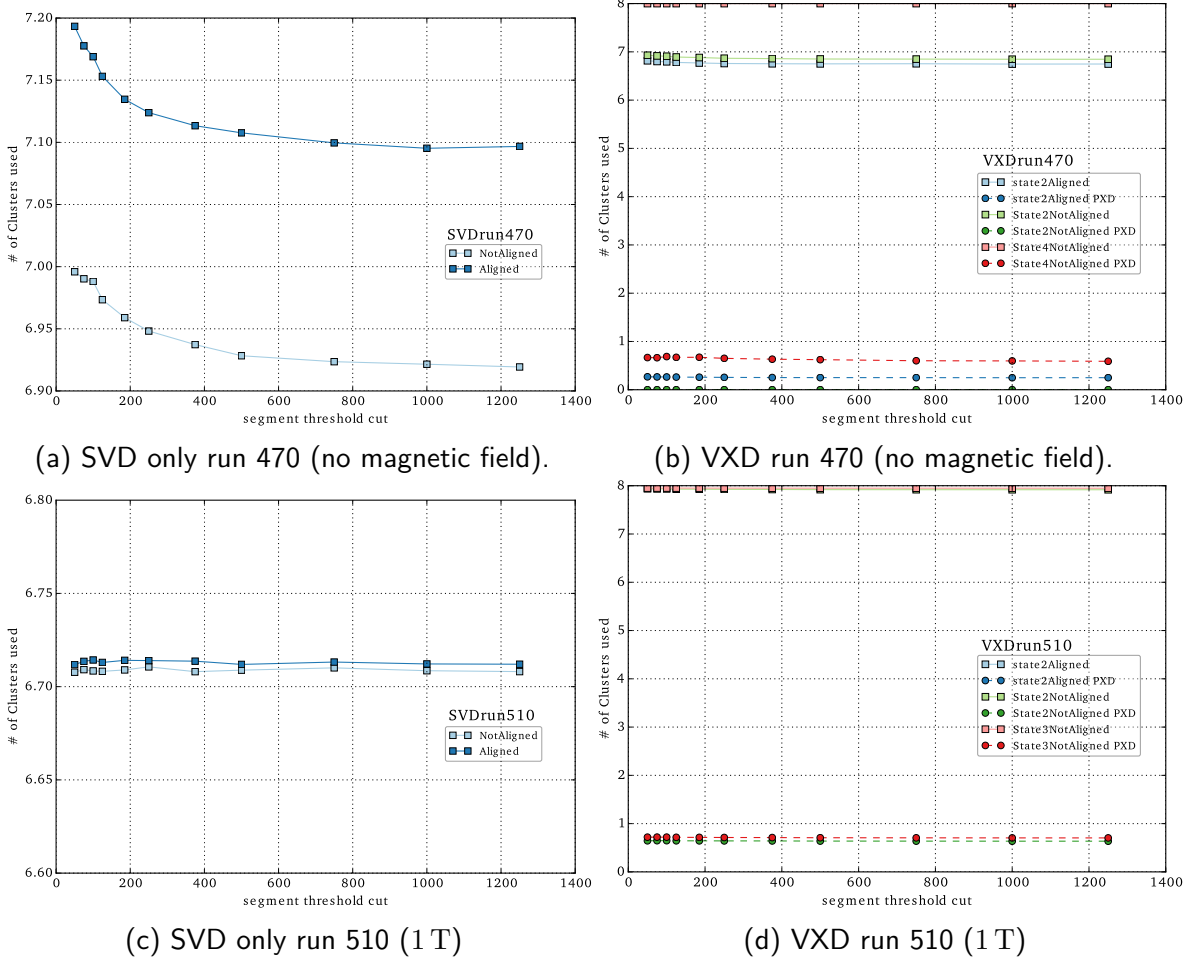 7.20
7.15
7.10
7.05
7.00
6.95
6.90
# of Clusters used
SVDrun470
NotAligned
Aligned
0 200 400 600 800 1000 1200 1400
segment threshold cut
(a) SVD only run 470 (no magnetic field).
8
7
6
5
4
3
2
1
0
# of Clusters used
VXDrun470
state2Aligned
state2Aligned PXD
State2NotAligned
State2NotAligned PXD
State4NotAligned
State4NotAligned PXD
0 200 400 600 800 1000 1200 1400
segment threshold cut
(b) VXD run 470 (no magnetic field).
6.80
6.75
6.70
6.65
6.60
# of Clusters used
SVDrun510
NotAligned
Aligned
0 200 400 600 800 1000 1200 1400
segment threshold cut
(c) SVD only run 510 (1 T)
8
7
6
5
4
3
2
1
0
# of Clusters used
VXDrun510
state2Aligned
state2Aligned PXD
State2NotAligned
State2NotAligned PXD
State3NotAligned
State3NotAligned PXD
0 200 400 600 800 1000 1200 1400
segment threshold cut
(d) VXD run 510 (1 T)